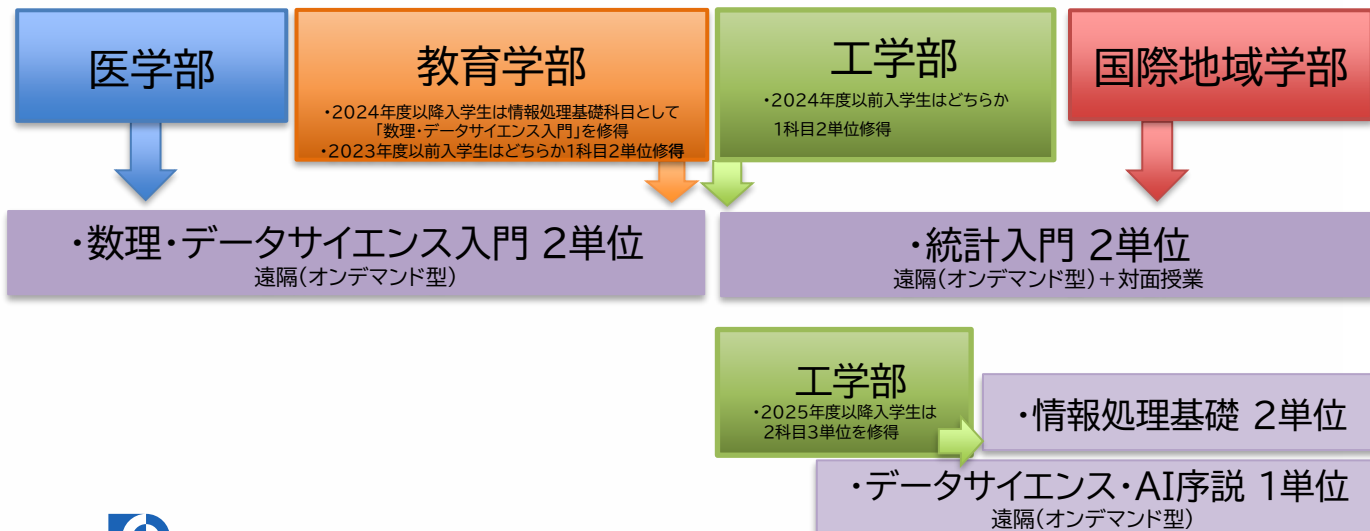 医学部
教育学部
・2024年度以降入学生は情報処理基礎科目として
「数理・データサイエンス入門」を修得
・2023年度以前入学生はどちらか1科目2単位修得
工学部
・2024年度以前入学生はどちらか
1科目2単位修得
国際地域学部
・数理・データサイエンス入門 2単位
遠隔(オンデマンド型)
・統計入門 2単位
遠隔(オンデマンド型)+対面授業
工学部
・2025年度以降入学生は
2科目3単位を修得
・情報処理基礎 2単位
・データサイエンス・AI序説 1単位
遠隔(オンデマンド型)